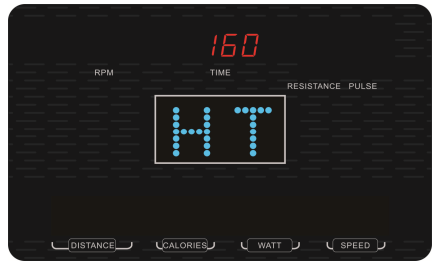 160
RPM TIME
RESISTANCE PULSE
HT
DISTANCE CALORIES WATT SPEED